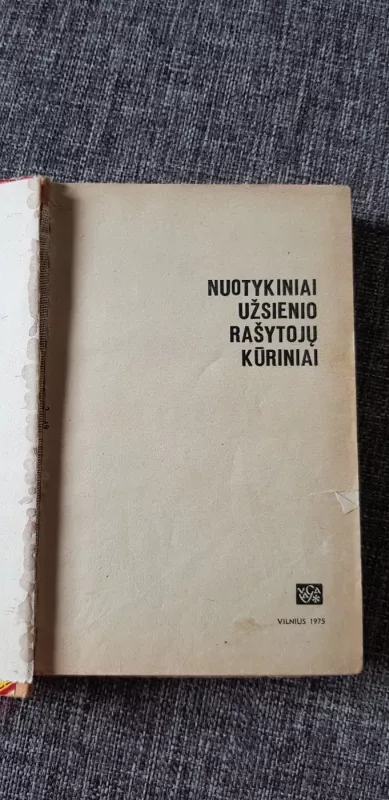 NUOTYKINIAI
UŽSIENIO
RAŠYTOJŲ
KŪRINIAI
VILNIUS 1975